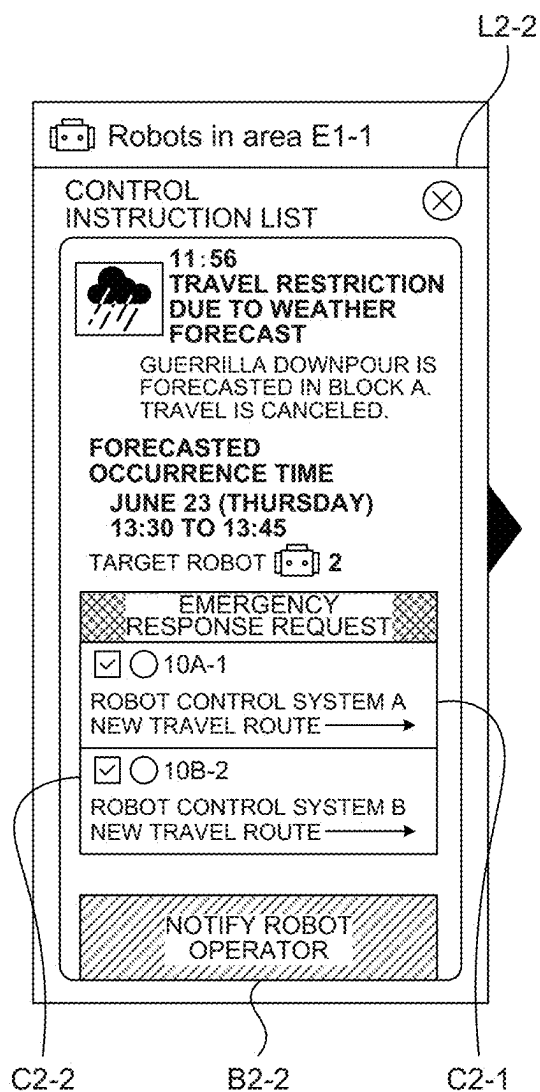 L2-2
Robots in area E1-1
CONTROL
INSTRUCTION LIST
11:56
TRAVEL RESTRICTION
DUE TO WEATHER
FORECAST
GUERRILLA DOWNPOUR IS
FORECASTED IN BLOCK A.
TRAVEL IS CANCELED.
FORECASTED
OCCURRENCE TIME
JUNE 23 (THURSDAY)
13:30 TO 13:45
TARGET ROBOT 2
EMERGENCY
RESPONSE REQUEST
10A-1
ROBOT CONTROL SYSTEM A
NEW TRAVEL ROUTE
10B-2
ROBOT CONTROL SYSTEM B
NEW TRAVEL ROUTE
NOTIFY ROBOT
OPERATOR
C2-2 B2-2 C2-1